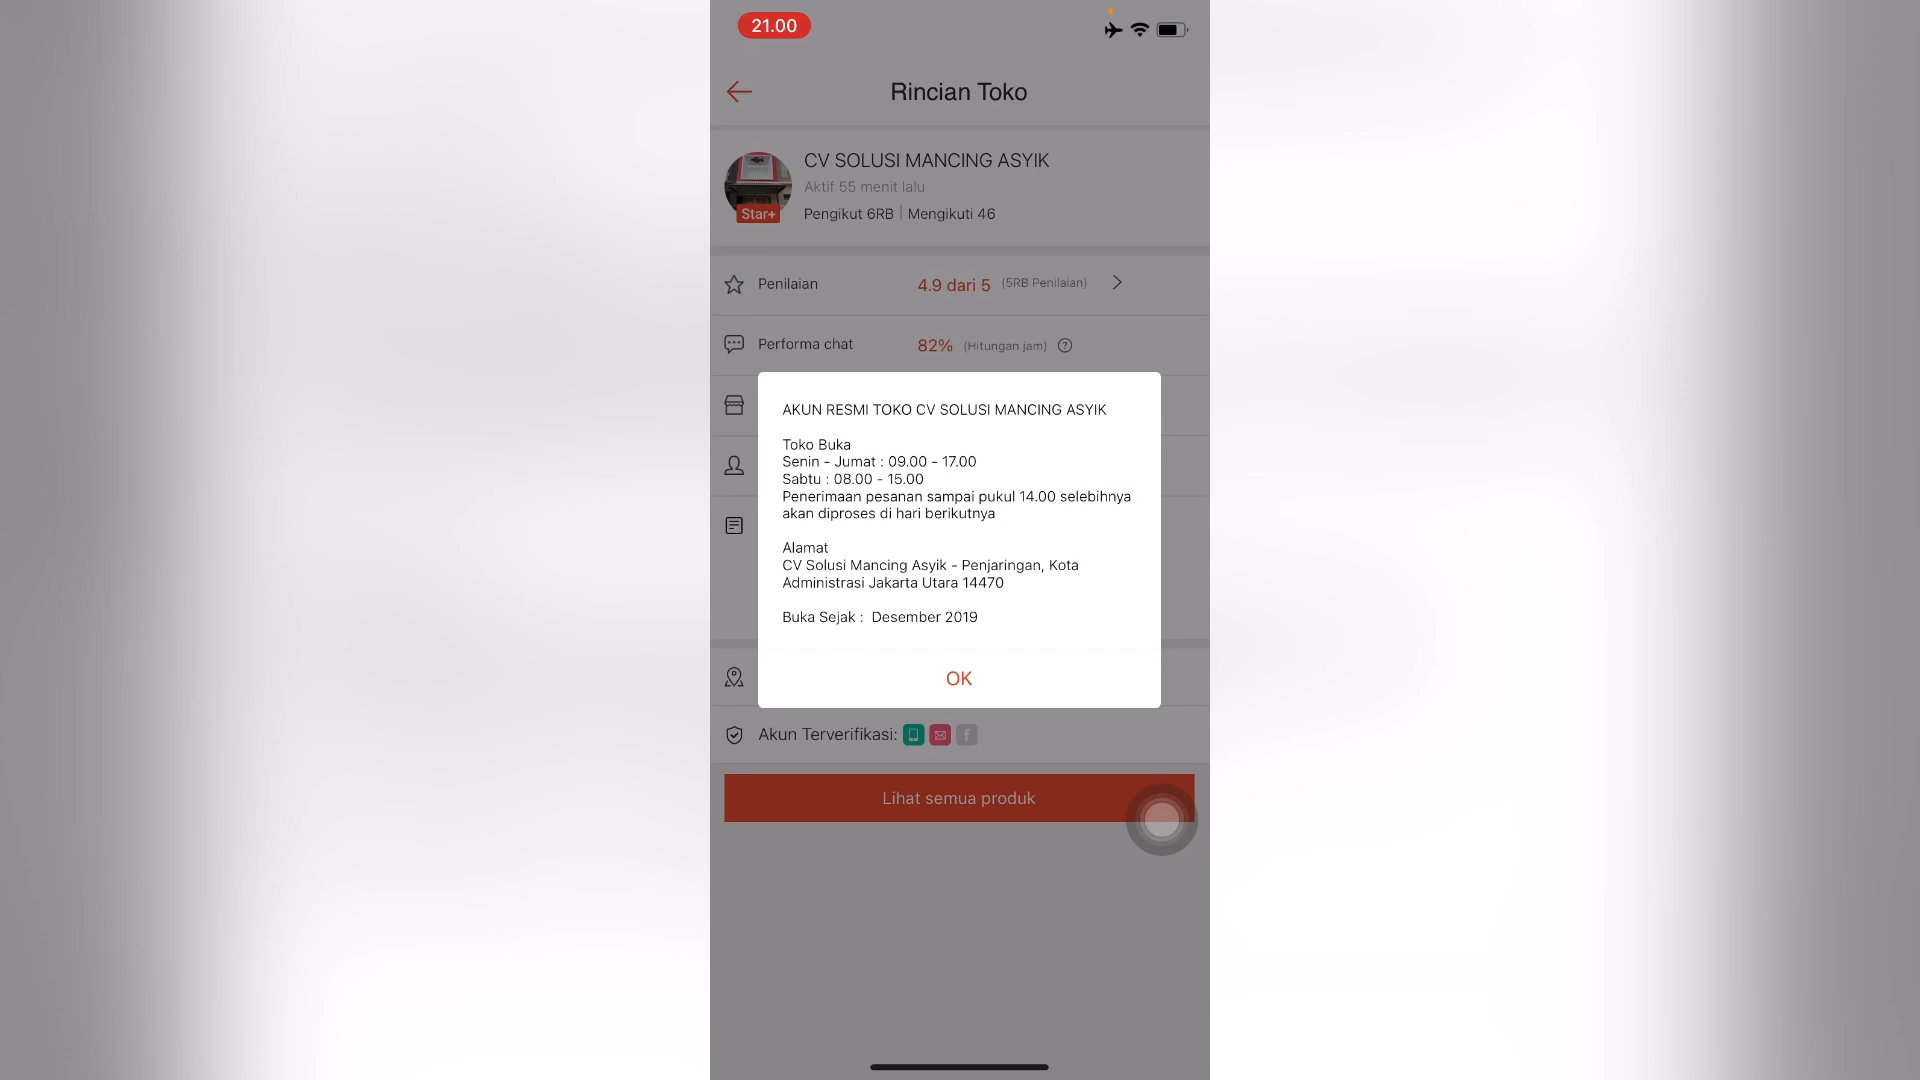 21.00
Rincian Toko
CV SOLUSI MANCING ASYIK
Aktif 55 menit lalu
Star+
Pengikut 6RB | Mengikuti 46
Penilaian 4.9 dari 5 (5RB Penilaian)
Performa chat 82% (Hitungan jam) ?
AKUN RESMI TOKO CV SOLUSI MANCING ASYIK
Toko Buka
Senin - Jumat : 09.00 - 17.00
Sabtu : 08.00 - 15.00
Penerimaan pesanan sampai pukul 14.00 selebihnya
akan diproses di hari berikutnya
Alamat
CV Solusi Mancing Asyik - Penjaringan, Kota
Administrasi Jakarta Utara 14470
Buka Sejak : Desember 2019
OK
Akun Terverifikasi:
Lihat semua produk